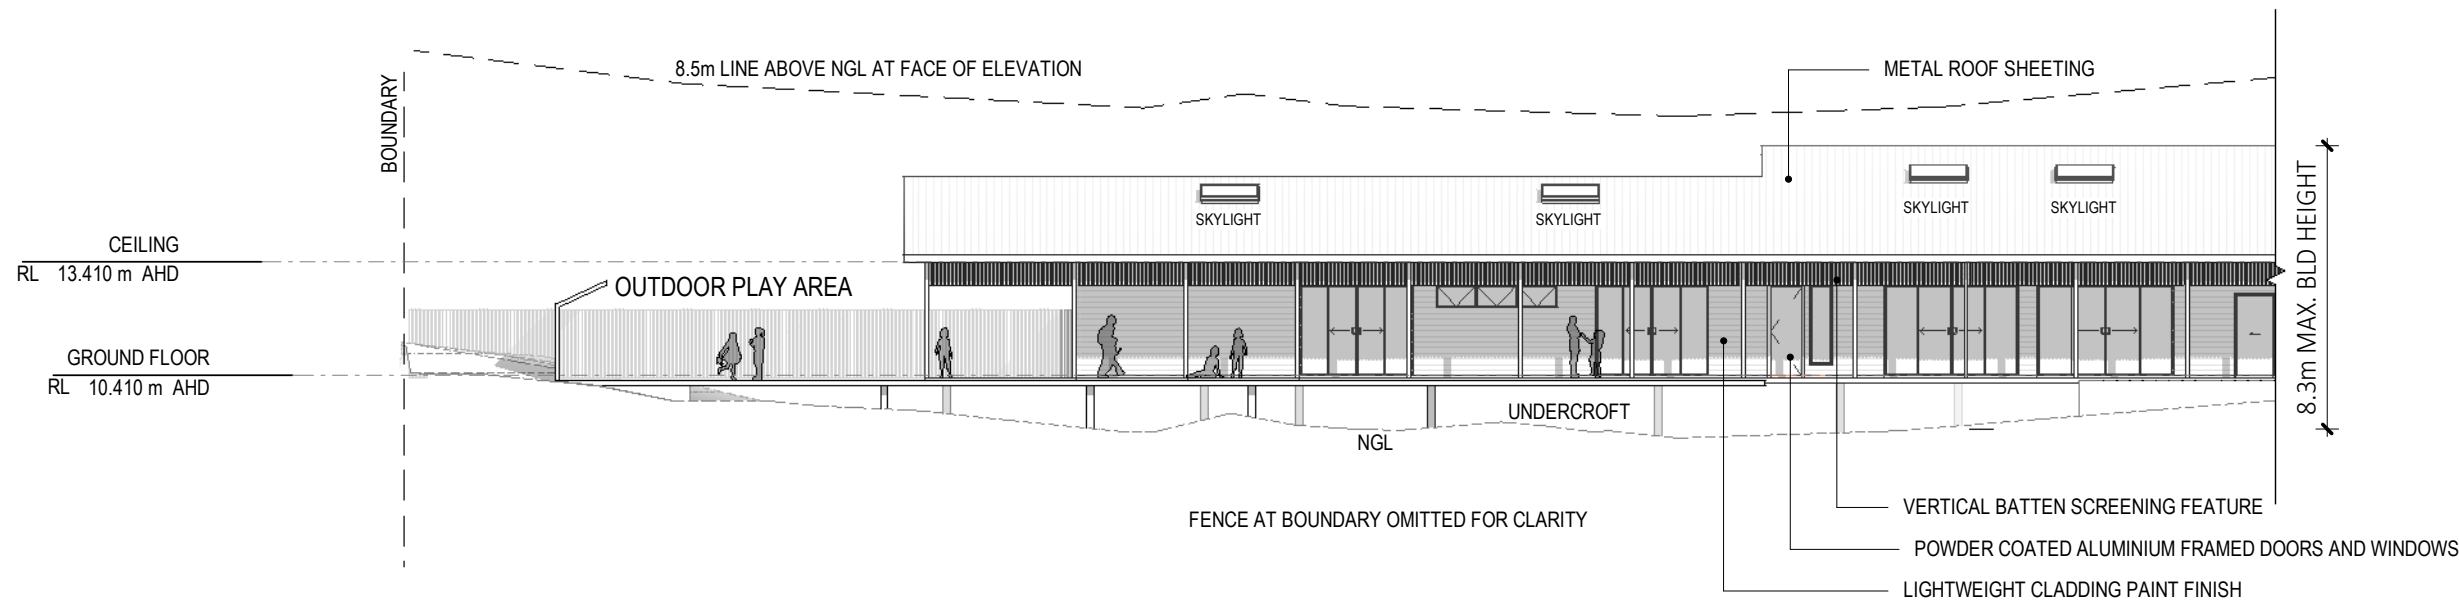 8.5m LINE ABOVE NGL AT FACE OF ELEVATION
METAL ROOF SHEETING
BOUNDARY
SKYLIGHT
SKYLIGHT
SKYLIGHT
SKYLIGHT
8.3m MAX. BLD HEIGHT
CEILING
RL 13.410 m AHD
OUTDOOR PLAY AREA
GROUND FLOOR
RL 10.410 m AHD
UNDERCROFT
NGL
FENCE AT BOUNDARY OMITTED FOR CLARITY
VERTICAL BATTEN SCREENING FEATURE
POWDER COATED ALUMINIUM FRAMED DOORS AND WINDOWS
LIGHTWEIGHT CLADDING PAINT FINISH